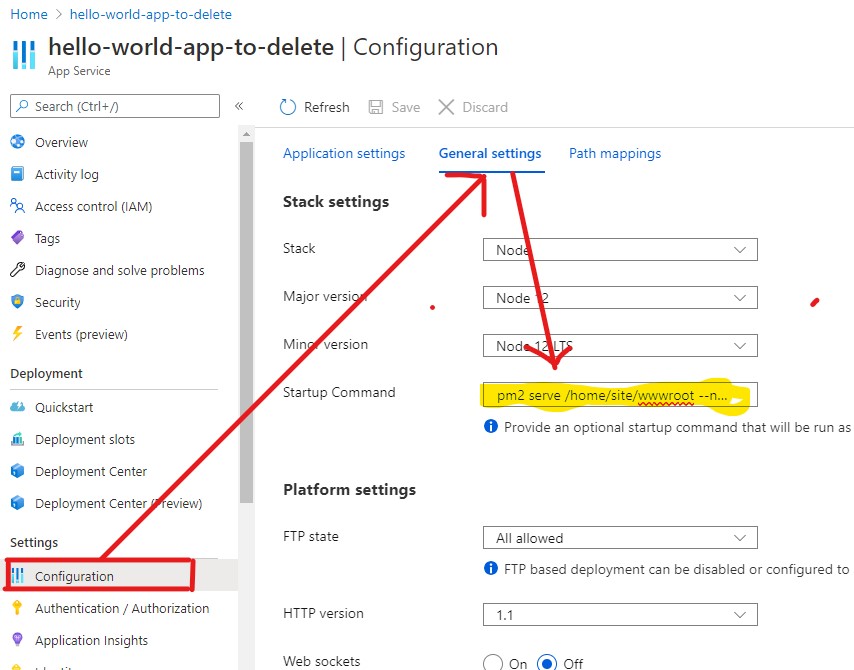 Home > hello-world-app-to-delete
hello-world-app-to-delete | Configuration
App Service
Search (Ctrl+/)
«
Refresh
Save
Discard
Overview
Activity log
Access control (IAM)
Tags
Diagnose and solve problems
Security
Events (preview)
Deployment
Quickstart
Deployment slots
Deployment Center
Deployment Center (Preview)
Settings
Configuration
Authentication / Authorization
Application Insights
Application settings
General settings
Path mappings
Stack settings
Stack
Node
Major version
Node 12
Minor version
Node 12 LTS
Startup Command
pm2 serve /home/site/wwwroot --n...
Provide an optional startup command that will be run as
Platform settings
FTP state
All allowed
FTP based deployment can be disabled or configured to
HTTP version
1.1
Web sockets
On
Off